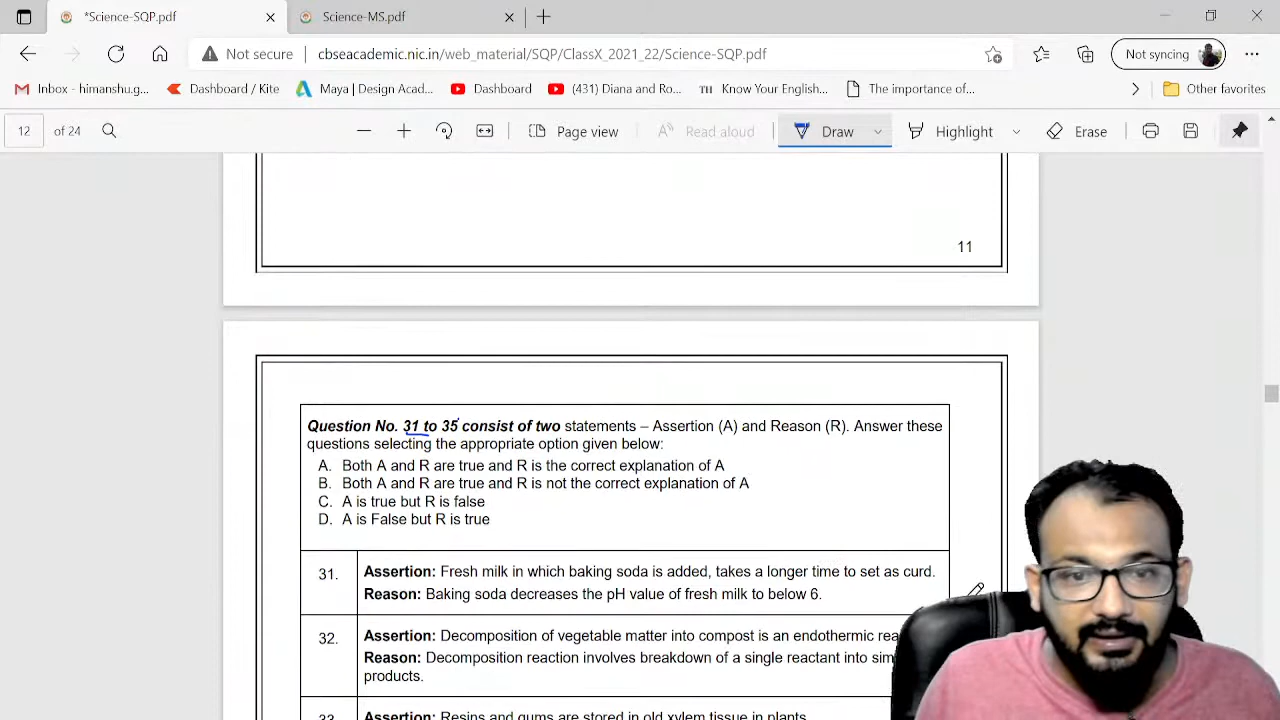 *Science-SQP.pdf
Science-MS.pdf
Not secure
cbseacademic.nic.in/web_material/SQP/ClassX_2021_22/Science-SQP.pdf
Not syncing
Inbox - himanshu.g...
Dashboard / Kite
Maya | Design Acad...
Dashboard
(431) Diana and Ro...
TH Know Your English...
The importance of...
Other favorites
12 of 24
Page view
Read aloud
Draw
Highlight
Erase
11
Question No. 31 to 35 consist of two statements – Assertion (A) and Reason (R). Answer these
questions selecting the appropriate option given below:
A. Both A and R are true and R is the correct explanation of A
B. Both A and R are true and R is not the correct explanation of A
C. A is true but R is false
D. A is False but R is true
31.
Assertion: Fresh milk in which baking soda is added, takes a longer time to set as curd.
Reason: Baking soda decreases the pH value of fresh milk to below 6.
32.
Assertion: Decomposition of vegetable matter into compost is an endothermic
Reason: Decomposition reaction involves breakdown of a single reactant into
products.
33.
Assertion: Resins and gums are stored in old xylem tissue in plants.